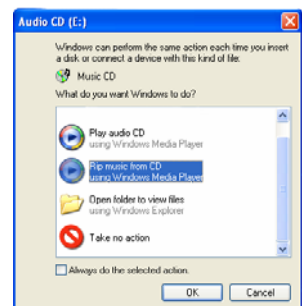 Audio CD (E:)
Windows can perform the same action each time you insert
a disk or connect a device with this kind of file:
Music CD
What do you want Windows to do?
Play audio CD
using Windows Media Player
Rip music from CD
using Windows Media Player
Open folder to view files
using Windows Explorer
Take no action
Always do the selected action.
OK
Cancel